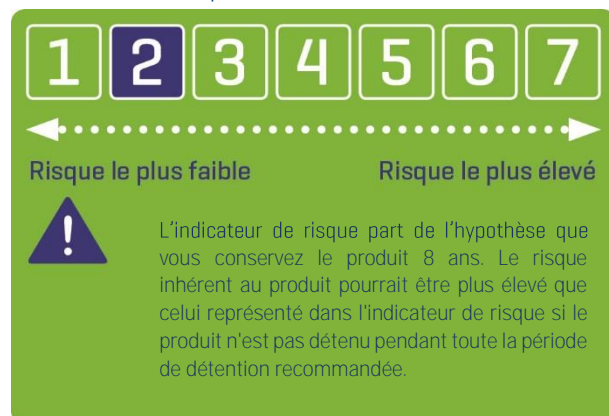 1 2 3 4 5 6 7
Risque le plus faible Risque le plus élevé
!
L'indicateur de risque part de l'hypothèse que
vous conservez le produit 8 ans. Le risque
inhérent au produit pourrait être plus élevé que
celui représenté dans l'indicateur de risque si le
produit n'est pas détenu pendant toute la période
de détention recommandée.